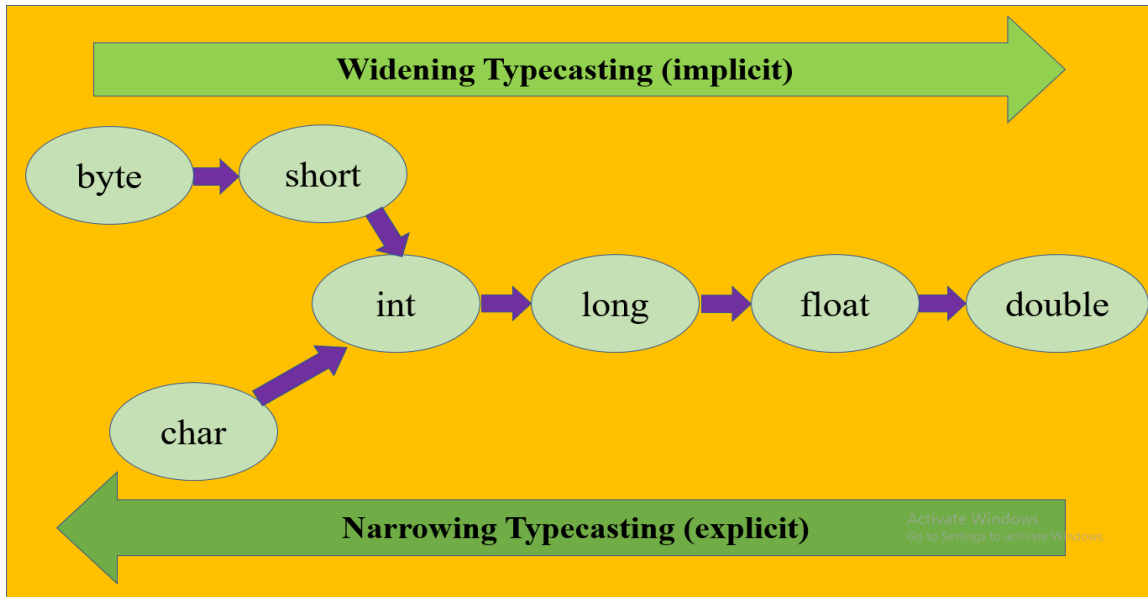 Widening Typecasting (implicit)
byte
short
int
long
float
double
char
Narrowing Typecasting (explicit)
Activate Windows
Go to Settings to activate Windows.